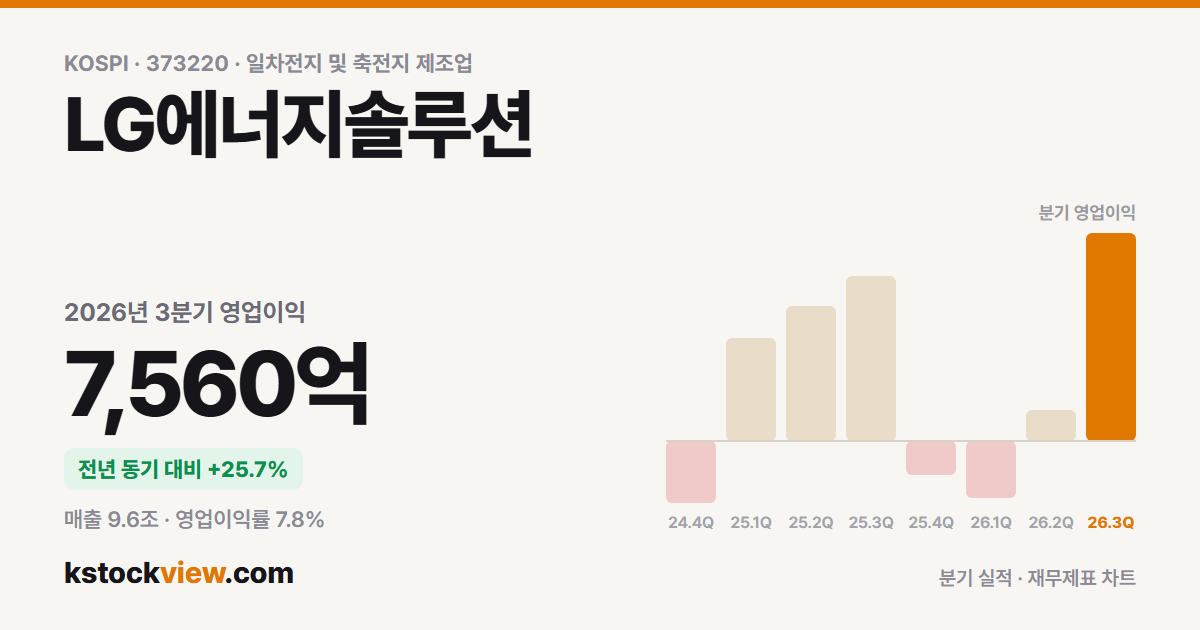 KOSPI · 373220 · 일차전지 및 축전지 제조업
LG에너지솔루션
분기 영업이익
2026년 3분기 영업이익
7,560억
전년 동기 대비 +25.7%
매출 9.6조 · 영업이익률 7.8%
24.4Q 25.1Q 25.2Q 25.3Q 25.4Q 26.1Q 26.2Q 26.3Q
kstockview.com
분기 실적 · 재무제표 차트